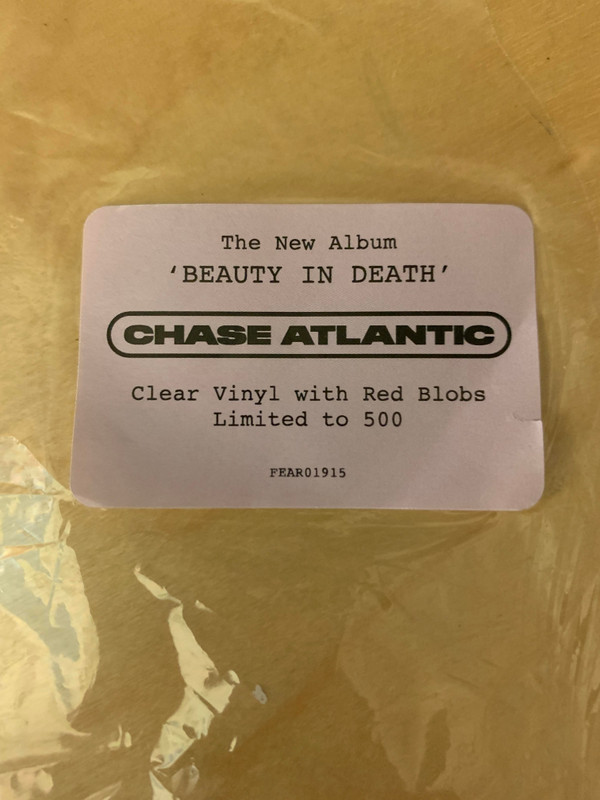 The New Album
‘BEAUTY IN DEATH’
CHASE ATLANTIC
Clear Vinyl with Red Blobs
Limited to 500
FEAR01915